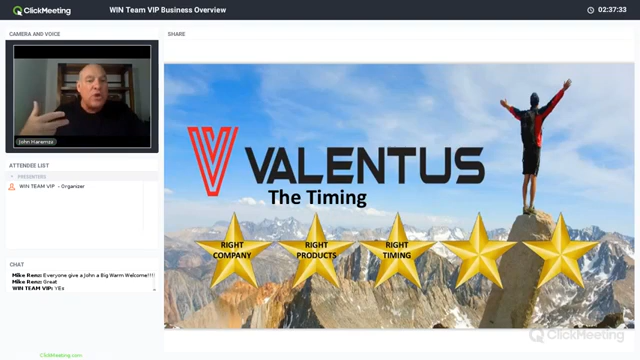 ClickMeeting
WIN Team VIP Business Overview
02:37:33
CAMERA AND VOICE
SHARE
John Haremza
ATTENDEE LIST
PRESENTERS
WIN TEAM VIP - Organizer
CHAT
Mike Renz: Everyone give a John a Big Warm Welcome!!!!
Mike Renz: Great
WIN TEAM VIP: YEs
ClickMeeting.com
V VALENTUS
The Timing
RIGHT COMPANY
RIGHT PRODUCTS
RIGHT TIMING
ClickMeeting